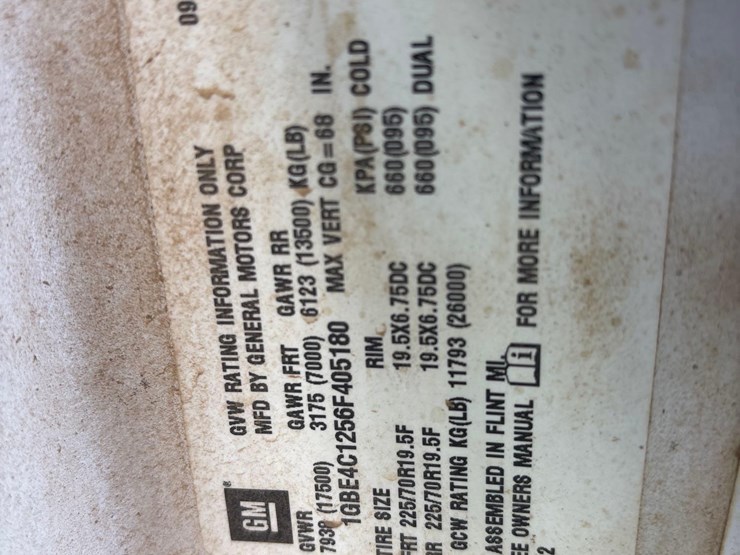 09
GVW RATING INFORMATION ONLY
GM MFD BY GENERAL MOTORS CORP
GVWR GAWR FRT GAWR RR
(17500) 3175 (7000) 6123 (13500) KG(LB)
1GBE4C1256F405180 MAX VERT CG=68 IN.
TIRE SIZE RIM KPA(PSI) COLD
FRT 225/70R19.5F 19.5X6.75DC 660(095)
RR 225/70R19.5F 19.5X6.75DC 660(095) DUAL
GCW RATING KG(LB) 11793 (26000)
ASSEMBLED IN FLINT MI.
EE OWNERS MANUAL i FOR MORE INFORMATION
2